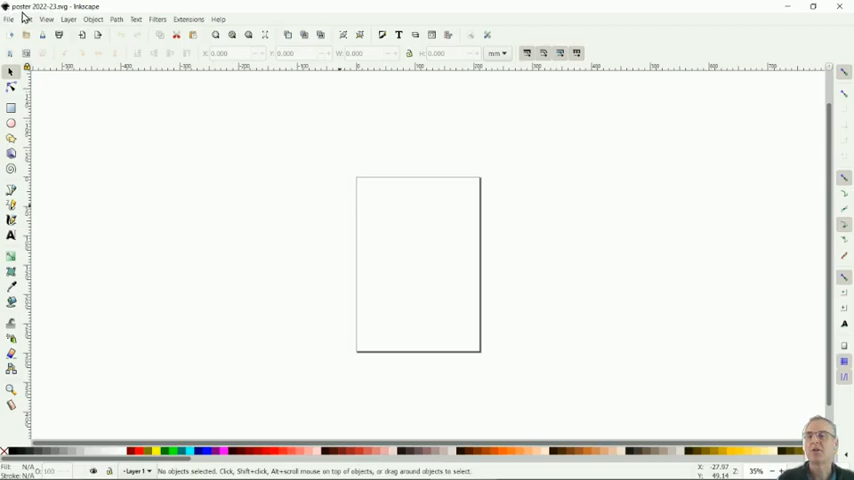 poster 2022-23.svg - Inkscape
File
View Layer Object Path Text Filters Extensions Help
X: 0.000 Y: 0.000 W: 0.000 H: 0.000 mm
Fill: N/A O: 100
Stroke: N/A
Layer 1 No objects selected. Click, Shift+click, Alt+scroll mouse on top of objects, or drag around objects to select.
X: -27.97
Y: 49.14
Z: 35%